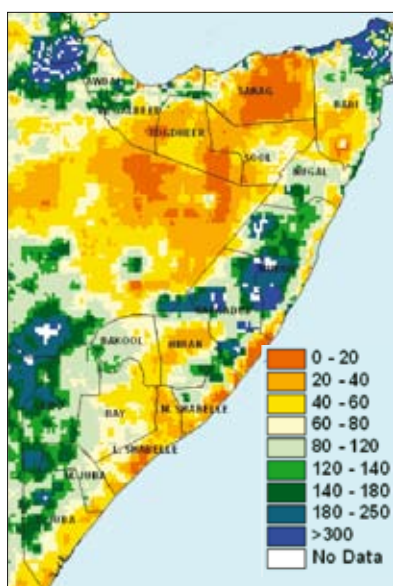 AWDAL
SANAG
BARI
TOGDHEER
SOOL
NUGAL
BAKOOL
HIRAN
BAY
M. SHABELLE
L. SHABELLE
M. JUBA
0 - 20
20 - 40
40 - 60
60 - 80
80 - 120
120 - 140
140 - 180
180 - 250
>300
No Data